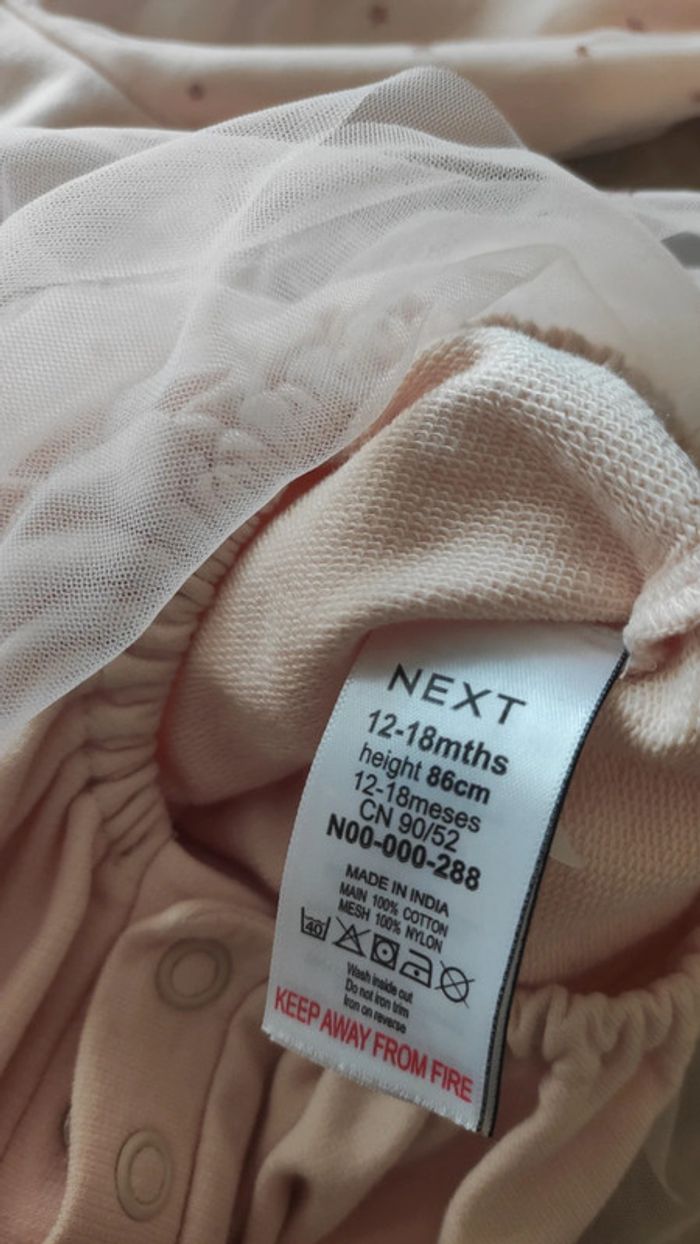 NEXT
12-18mths
height 86cm
12-18meses
CN 90/52
N00-000-288
MADE IN INDIA
MAIN 100% COTTON
MESH 100% NYLON
40
Wash inside out
Do not iron trim
Iron on reverse
KEEP AWAY FROM FIRE